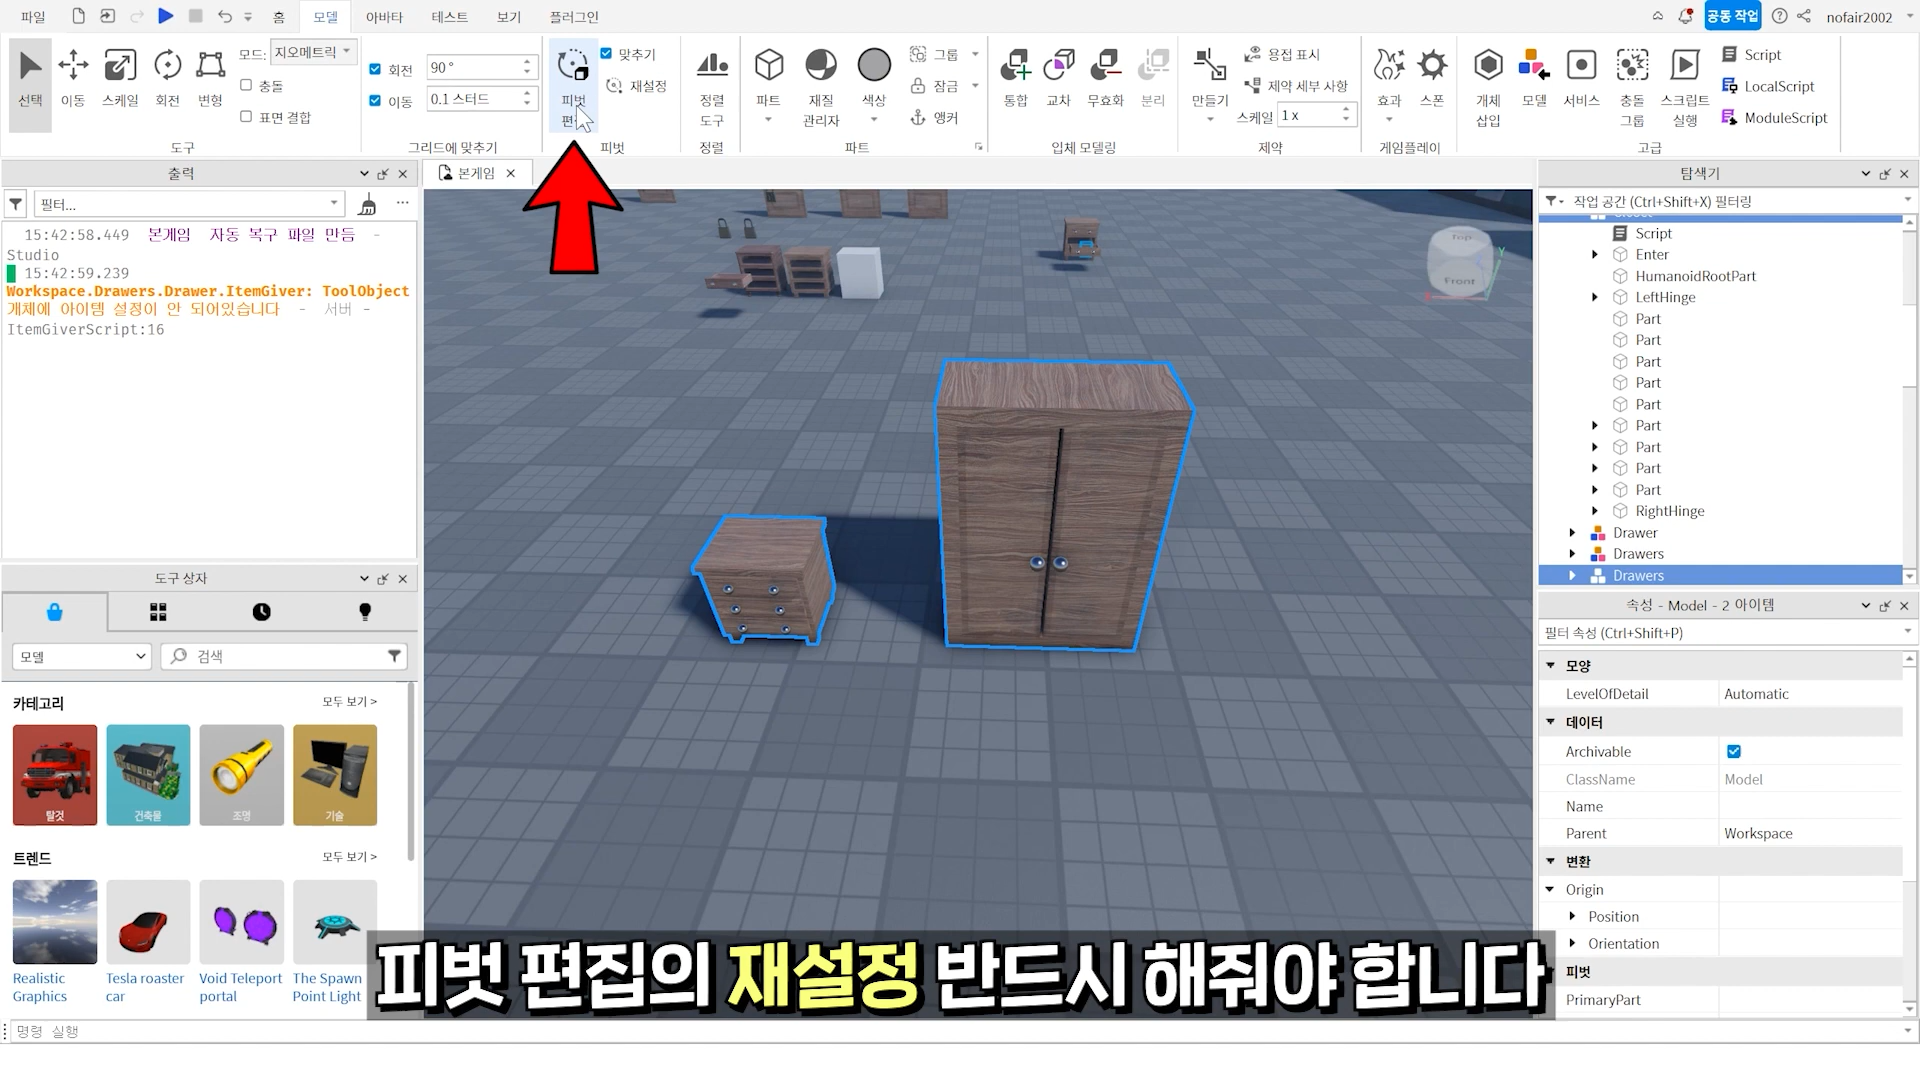 파일 홈 모델 아바타 테스트 보기 플러그인 공동 작업 nofair2002
선택 이동 스케일 회전 변형 모드: 지오메트릭 충돌 표면 결합
도구
회전 90 °
이동 0.1 스터드
그리드에 맞추기
피벗 맞추기 재설정
피벗
정렬 도구
정렬
파트 재질 관리자 색상 그룹 잠금 앵커
파트
통합 교차 무효화 분리
입체 모델링
만들기 용접 표시 제약 세부 사항 스케일 1 x
제약
효과 스폰
게임플레이
개체 삽입 모델 서비스 충돌 그룹 스크립트 실행 Script LocalScript ModuleScript
고급
출력
필터...
15:42:58.449 본게임 자동 복구 파일 만듬 -
Studio
15:42:59.239
Workspace.Drawers.Drawer.ItemGiver: ToolObject
개체에 아이템 설정이 안 되어있습니다 - 서버 -
ItemGiverScript:16
도구 상자
모델 검색
카테고리 모두 보기 >
탈것 건축물 조명 기술
트렌드 모두 보기 >
Realistic Graphics
Tesla roaster car
Void Teleport portal
The Spawn Point Light
명령 실행
본게임
Top
Front
Y
탐색기
작업 공간 (Ctrl+Shift+X) 필터링
Script
Enter
HumanoidRootPart
LeftHinge
Part
Part
Part
Part
Part
Part
Part
Part
Part
RightHinge
Drawer
Drawers
Drawers
속성 - Model - 2 아이템
필터 속성 (Ctrl+Shift+P)
모양
LevelOfDetail Automatic
데이터
Archivable
ClassName Model
Name
Parent Workspace
변환
Origin
Position
Orientation
피벗
PrimaryPart
피벗 편집의 재설정 반드시 해줘야 합니다